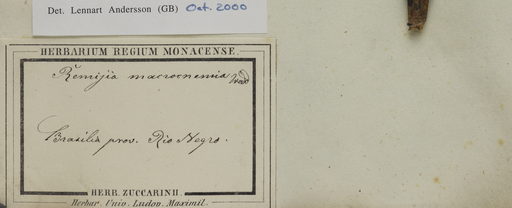 Det. Lennart Andersson (GB) Oct. 2000
HERBARIUM REGIUM MONACENSE.
Remijia macrocnemia Wed
Brasilia prov. Rio Negro.
HERB. ZUCCARINII.
Herbar. Univ. Ludov. Maximil.